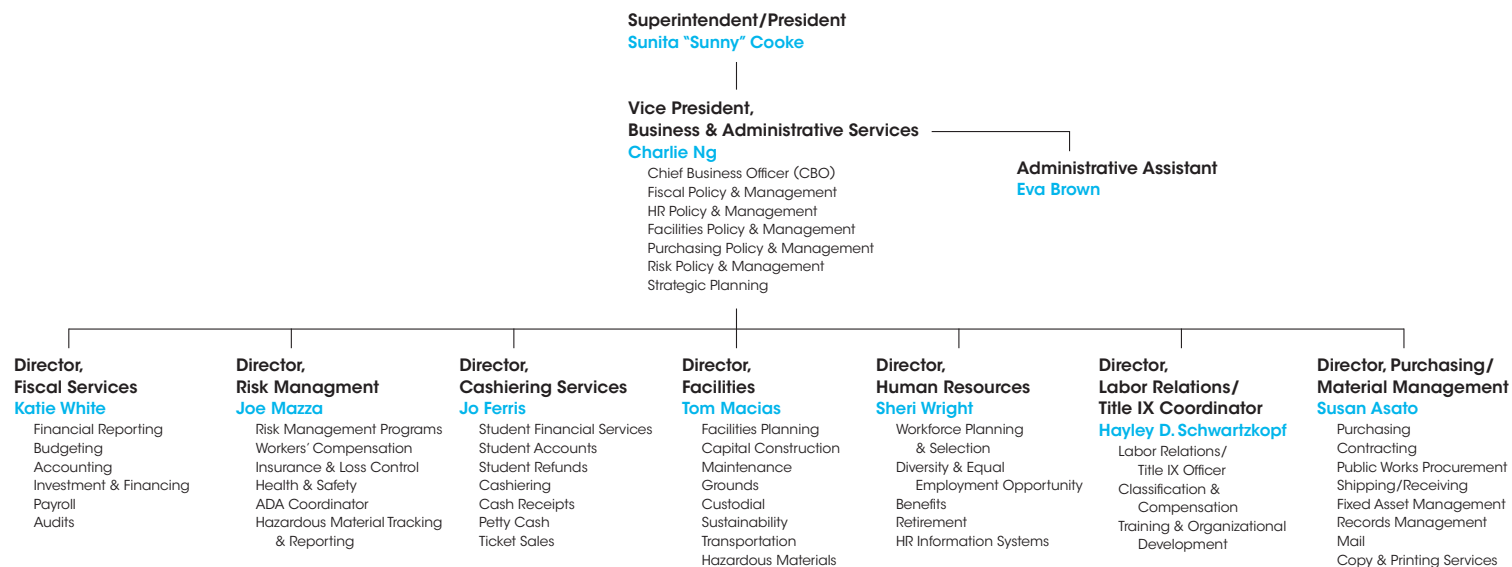 Superintendent/President
Sunita "Sunny" Cooke
Vice President,
Business & Administrative Services
Charlie Ng
Chief Business Officer (CBO)
Fiscal Policy & Management
HR Policy & Management
Facilities Policy & Management
Purchasing Policy & Management
Risk Policy & Management
Strategic Planning
Administrative Assistant
Eva Brown
Director,
Fiscal Services
Katie White
Financial Reporting
Budgeting
Accounting
Investment & Financing
Payroll
Audits
Director,
Risk Managment
Joe Mazza
Risk Management Programs
Workers' Compensation
Insurance & Loss Control
Health & Safety
ADA Coordinator
Hazardous Material Tracking
& Reporting
Director,
Cashiering Services
Jo Ferris
Student Financial Services
Student Accounts
Student Refunds
Cashiering
Cash Receipts
Petty Cash
Ticket Sales
Director,
Facilities
Tom Macias
Facilities Planning
Capital Construction
Maintenance
Grounds
Custodial
Sustainability
Transportation
Hazardous Materials
Director,
Human Resources
Sheri Wright
Workforce Planning
& Selection
Diversity & Equal
Employment Opportunity
Benefits
Retirement
HR Information Systems
Director,
Labor Relations/
Title IX Coordinator
Hayley D. Schwartzkopf
Labor Relations/
Title IX Officer
Classification &
Compensation
Training & Organizational
Development
Director, Purchasing/
Material Management
Susan Asato
Purchasing
Contracting
Public Works Procurement
Shipping/Receiving
Fixed Asset Management
Records Management
Mail
Copy & Printing Services